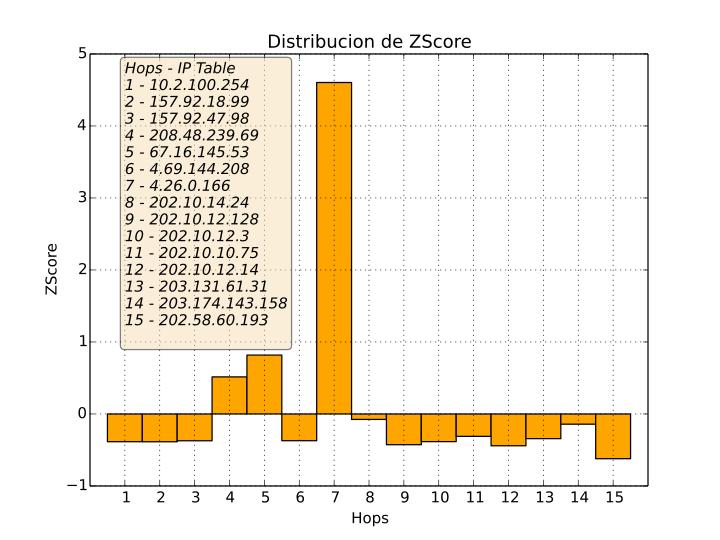 Distribucion de ZScore
Hops - IP Table
1 - 10.2.100.254
2 - 157.92.18.99
3 - 157.92.47.98
4 - 208.48.239.69
5 - 67.16.145.53
6 - 4.69.144.208
7 - 4.26.0.166
8 - 202.10.14.24
9 - 202.10.12.128
10 - 202.10.12.3
11 - 202.10.10.75
12 - 202.10.12.14
13 - 203.131.61.31
14 - 203.174.143.158
15 - 202.58.60.193
5
4
3
2
1
0
−1
ZScore
1 2 3 4 5 6 7 8 9 10 11 12 13 14 15
Hops